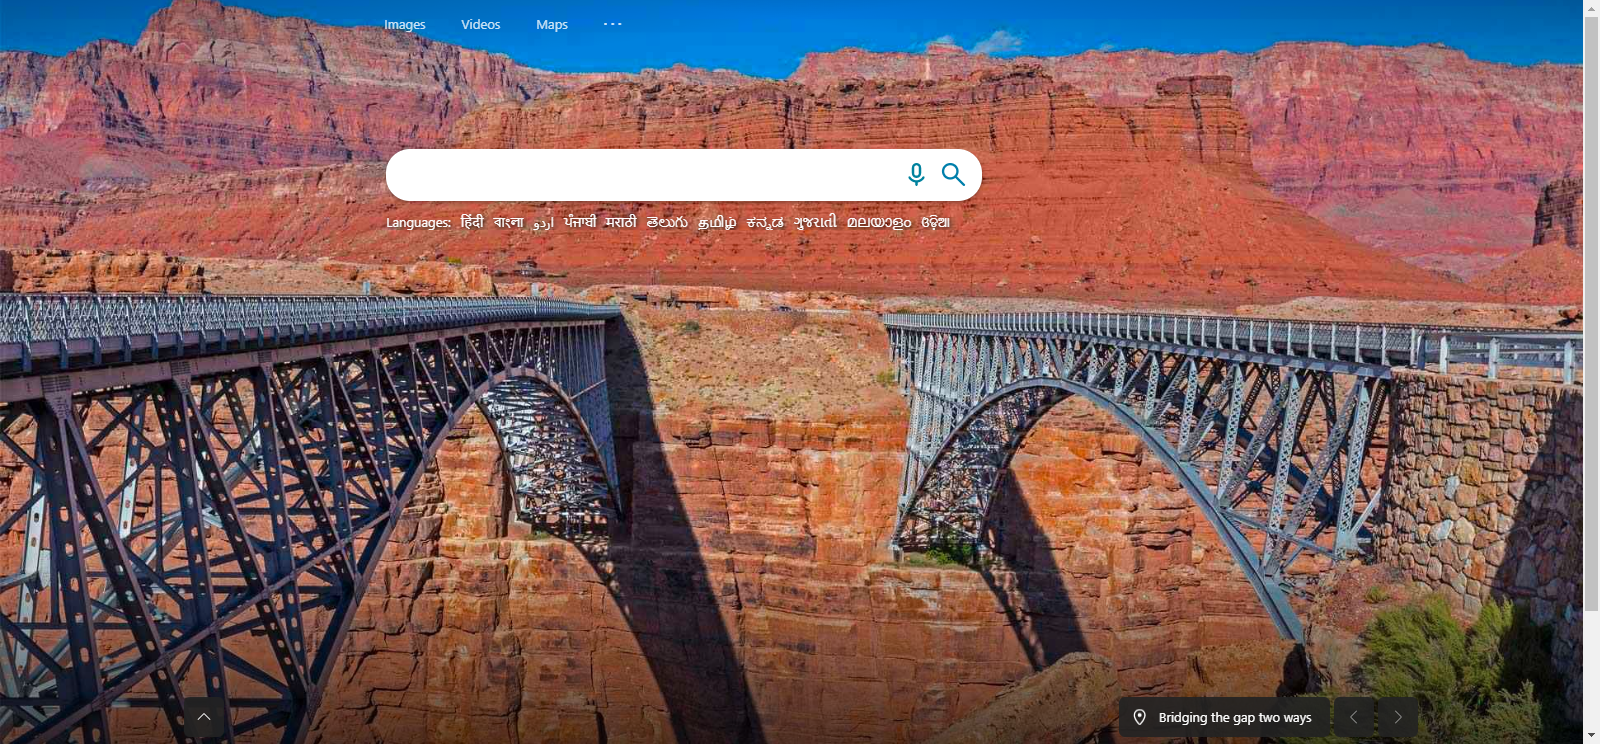 Images Videos Maps ...
Languages: हिंदी বাংলা اردو ਪੰਜਾਬੀ मराठी తెలుగు தமிழ் ಕನ್ನಡ ગુજરાતી മലയാളം ଓଡ଼ିଆ
Bridging the gap two ways